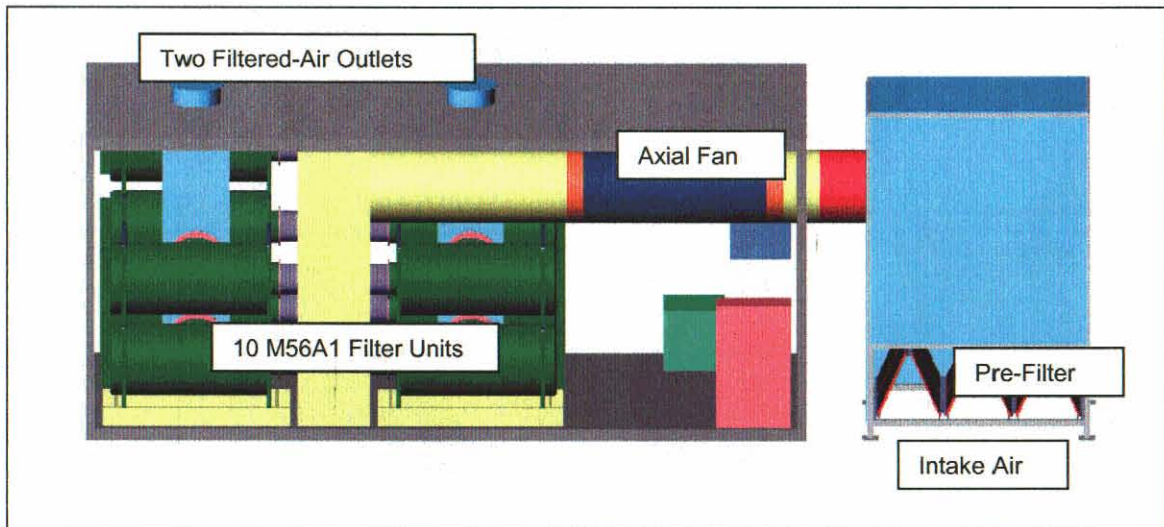 Two Filtered-Air Outlets
Axial Fan
10 M56A1 Filter Units
Pre-Filter
Intake Air